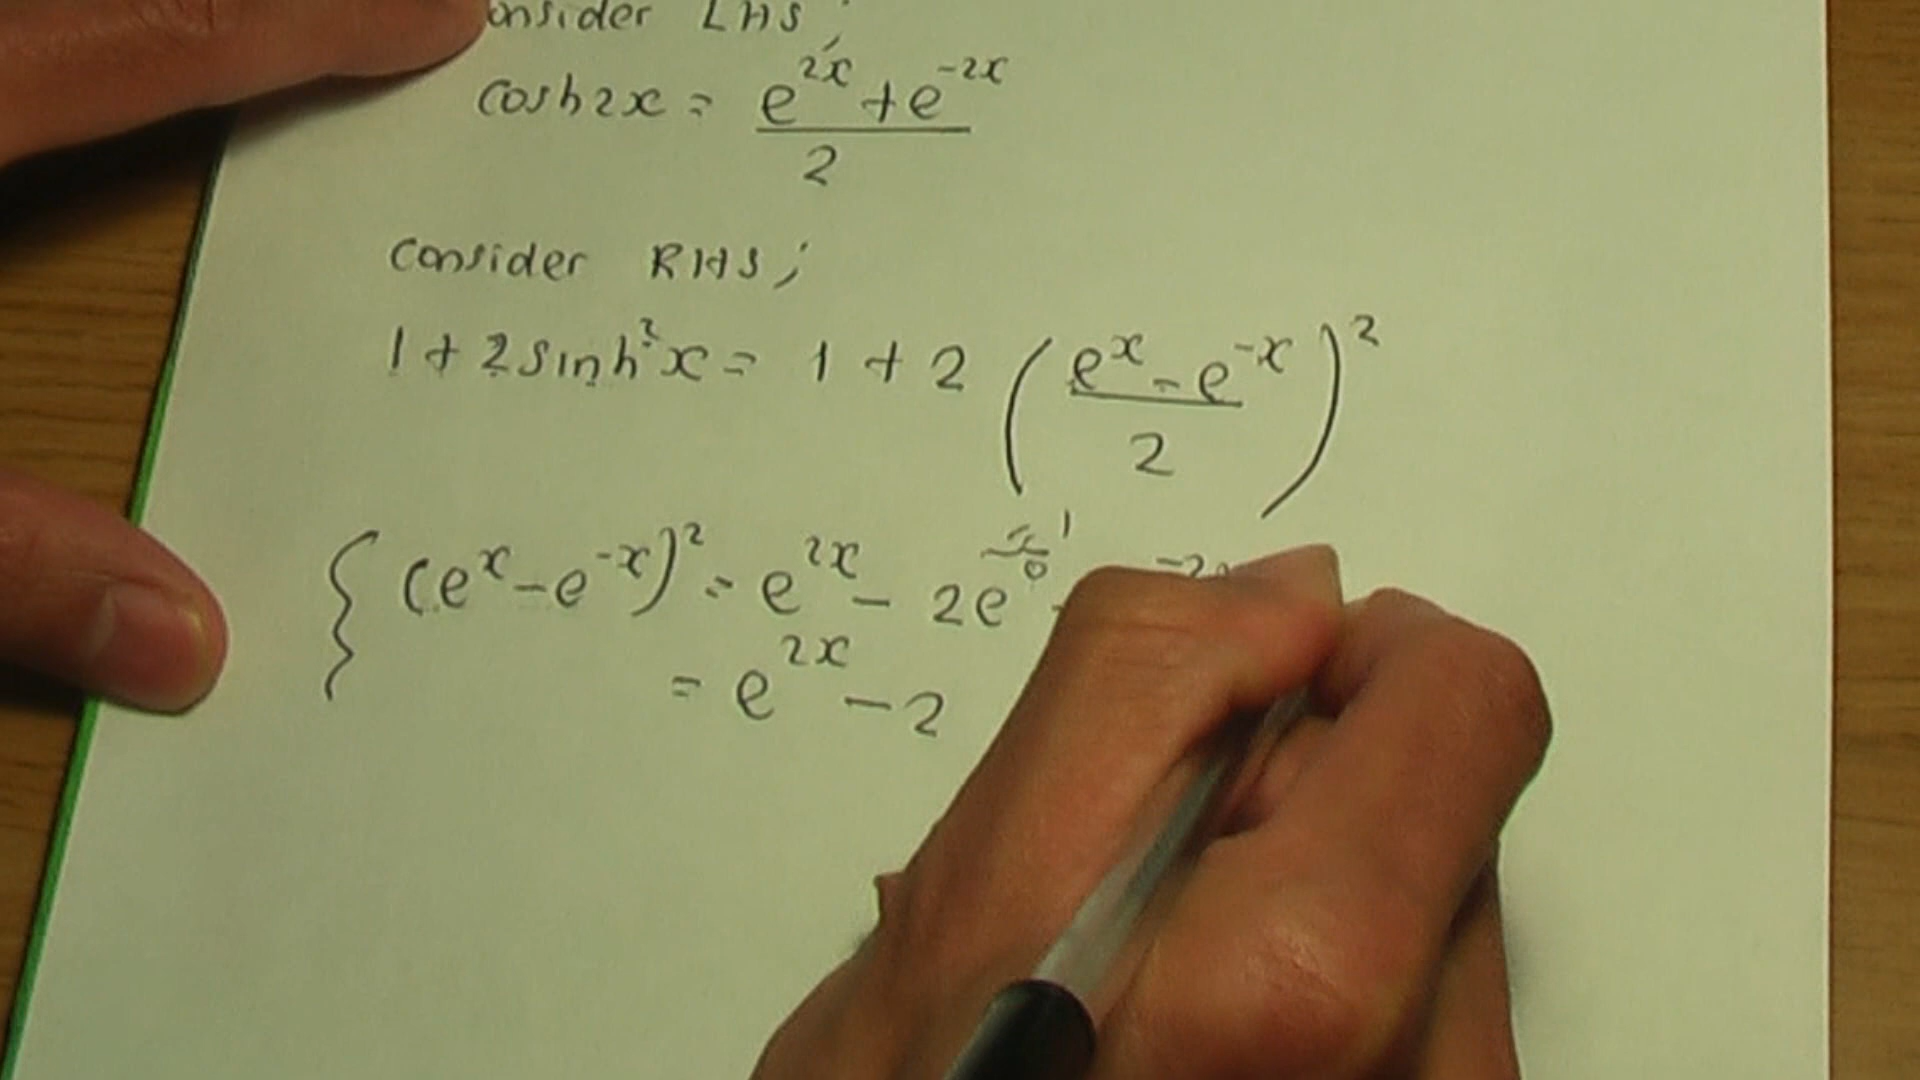 onsider LHS;
cosh2x = e^{2x} + e^{-2x} / 2
Consider RHS;
1 + 2sinh²x = 1 + 2 (e^x - e^{-x} / 2)²
{ (e^x - e^{-x})² = e^{2x} - 2e^0
= e^{2x} - 2